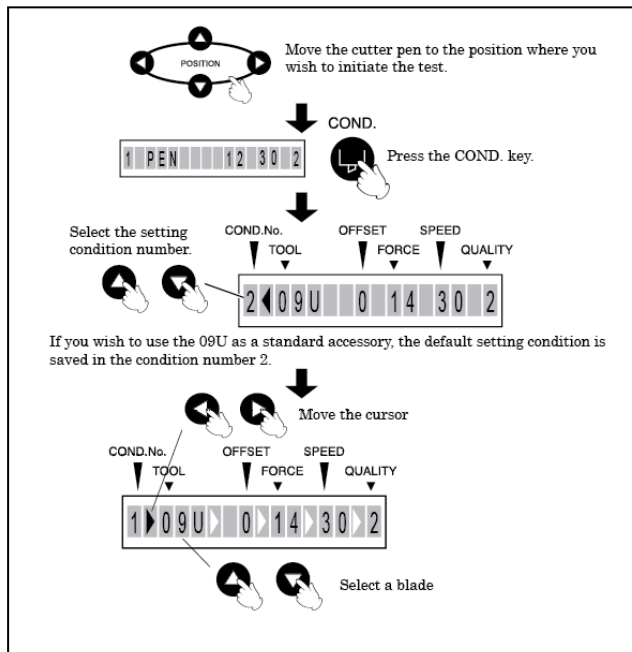 POSITION
Move the cutter pen to the position where you
wish to initiate the test.
COND.
1 PEN 12 30 2
Press the COND. key.
Select the setting
condition number.
COND.No. OFFSET SPEED
TOOL FORCE QUALITY
2 09U 0 14 30 2
If you wish to use the 09U as a standard accessory, the default setting condition is
saved in the condition number 2.
Move the cursor
COND.No. OFFSET SPEED
TOOL FORCE QUALITY
1 09U 0 14 30 2
Select a blade